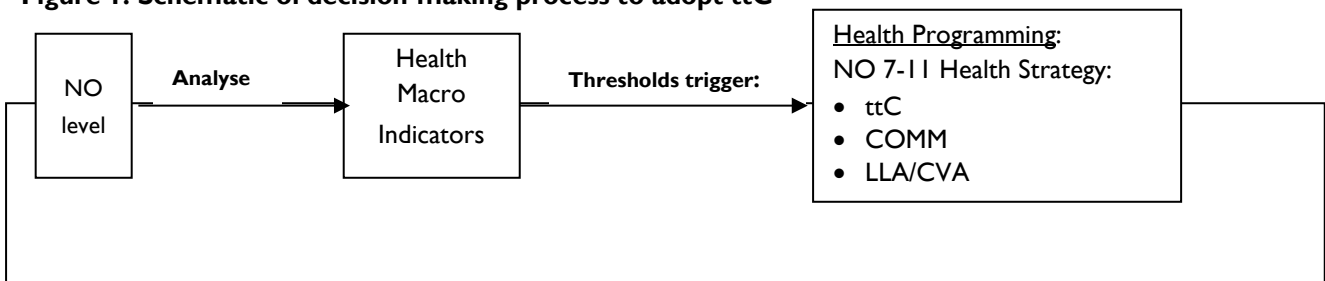 Figure 1: Schematic of decision making process to adopt ttC
NO
level
Analyse
Health
Macro
Indicators
Thresholds trigger:
Health Programming:
NO 7-11 Health Strategy:
• ttC
• COMM
• LLA/CVA